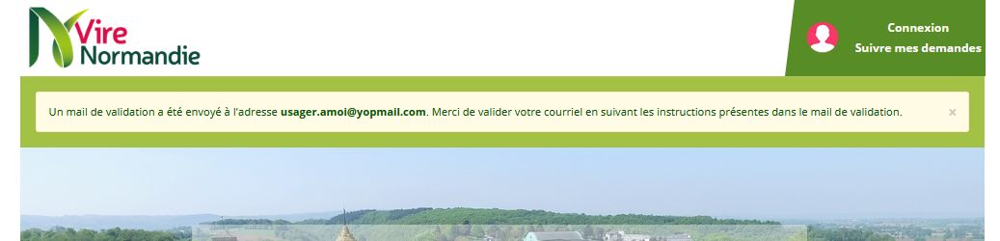 Vire
Normandie
Connexion
Suivre mes demandes
Un mail de validation a été envoyé à l'adresse usager.amoi@yopmail.com. Merci de valider votre courriel en suivant les instructions présentes dans le mail de validation.
×